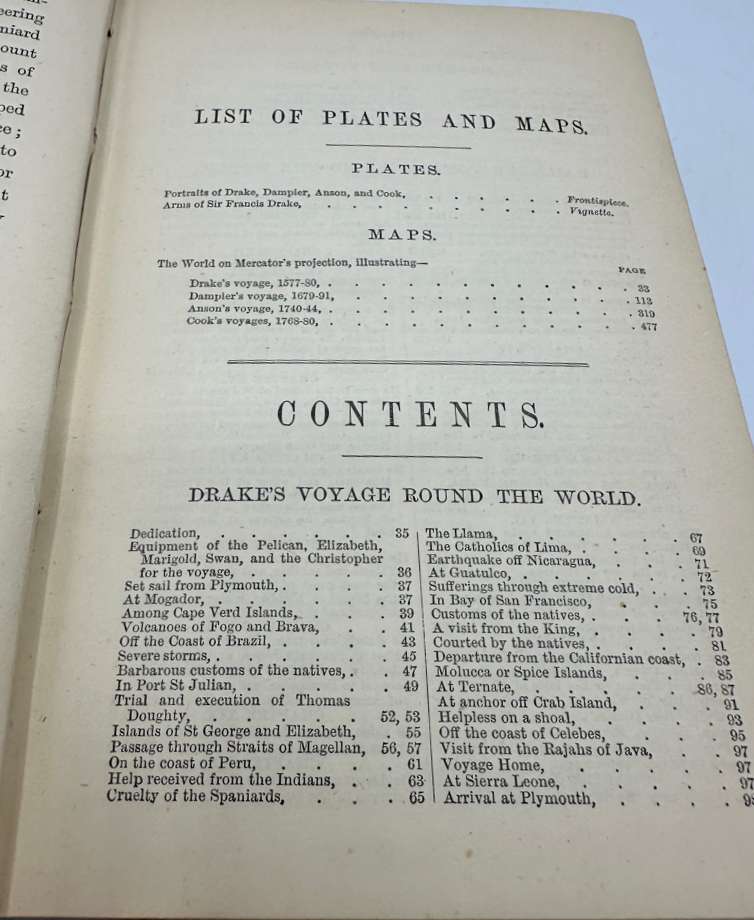 eering
niard
ount
s of
the
ped
ce;
to
or
t
LIST OF PLATES AND MAPS.
PLATES.
Portraits of Drake, Dampier, Anson, and Cook, . . . . . . Frontispiece.
Arms of Sir Francis Drake, . . . . . . . . . . Vignette.
MAPS.
The World on Mercator's projection, illustrating—
PAGE
Drake's voyage, 1577-80, . . . . . . . . . . . . 33
Dampler's voyage, 1679-91, . . . . . . . . . . . 113
Anson's voyage, 1740-44, . . . . . . . . . . . . 319
Cook's voyages, 1768-80, . . . . . . . . . . . . 477
CONTENTS.
DRAKE'S VOYAGE ROUND THE WORLD.
Dedication, . . . . . . 35
Equipment of the Pelican, Elizabeth,
Marigold, Swan, and the Christopher
for the voyage, . . . . . 36
Set sail from Plymouth, . . . . 37
At Mogador, . . . . . . 37
Among Cape Verd Islands, . . . 39
Volcanoes of Fogo and Brava, . . 41
Off the Coast of Brazil, . . . . 43
Severe storms, . . . . . . 45
Barbarous customs of the natives, . . 47
In Port St Julian, . . . . . 49
Trial and execution of Thomas
Doughty, . . . . . 52, 53
Islands of St George and Elizabeth, . 55
Passage through Straits of Magellan, 56, 57
On the coast of Peru, . . . . 61
Help received from the Indians, . . 63
Cruelty of the Spaniards, . . . 65
The Llama, . . . . . . 67
The Catholics of Lima, . . . . 69
Earthquake off Nicaragua, . . . 71
At Guatulco, . . . . . . 72
Sufferings through extreme cold, . . 73
In Bay of San Francisco, . . . 75
Customs of the natives, . . . 76, 77
A visit from the King, . . . . 79
Courted by the natives, . . . . 81
Departure from the Californian coast, . 83
Molucca or Spice Islands, . . . 85
At Ternate, . . . . . 86, 87
At anchor off Crab Island, . . . 91
Helpless on a shoal, . . . . 93
Off the coast of Celebes, . . . 95
Visit from the Rajahs of Java, . . 97
Voyage Home, . . . . . 97
At Sierra Leone, . . . . . 97
Arrival at Plymouth, . . . .